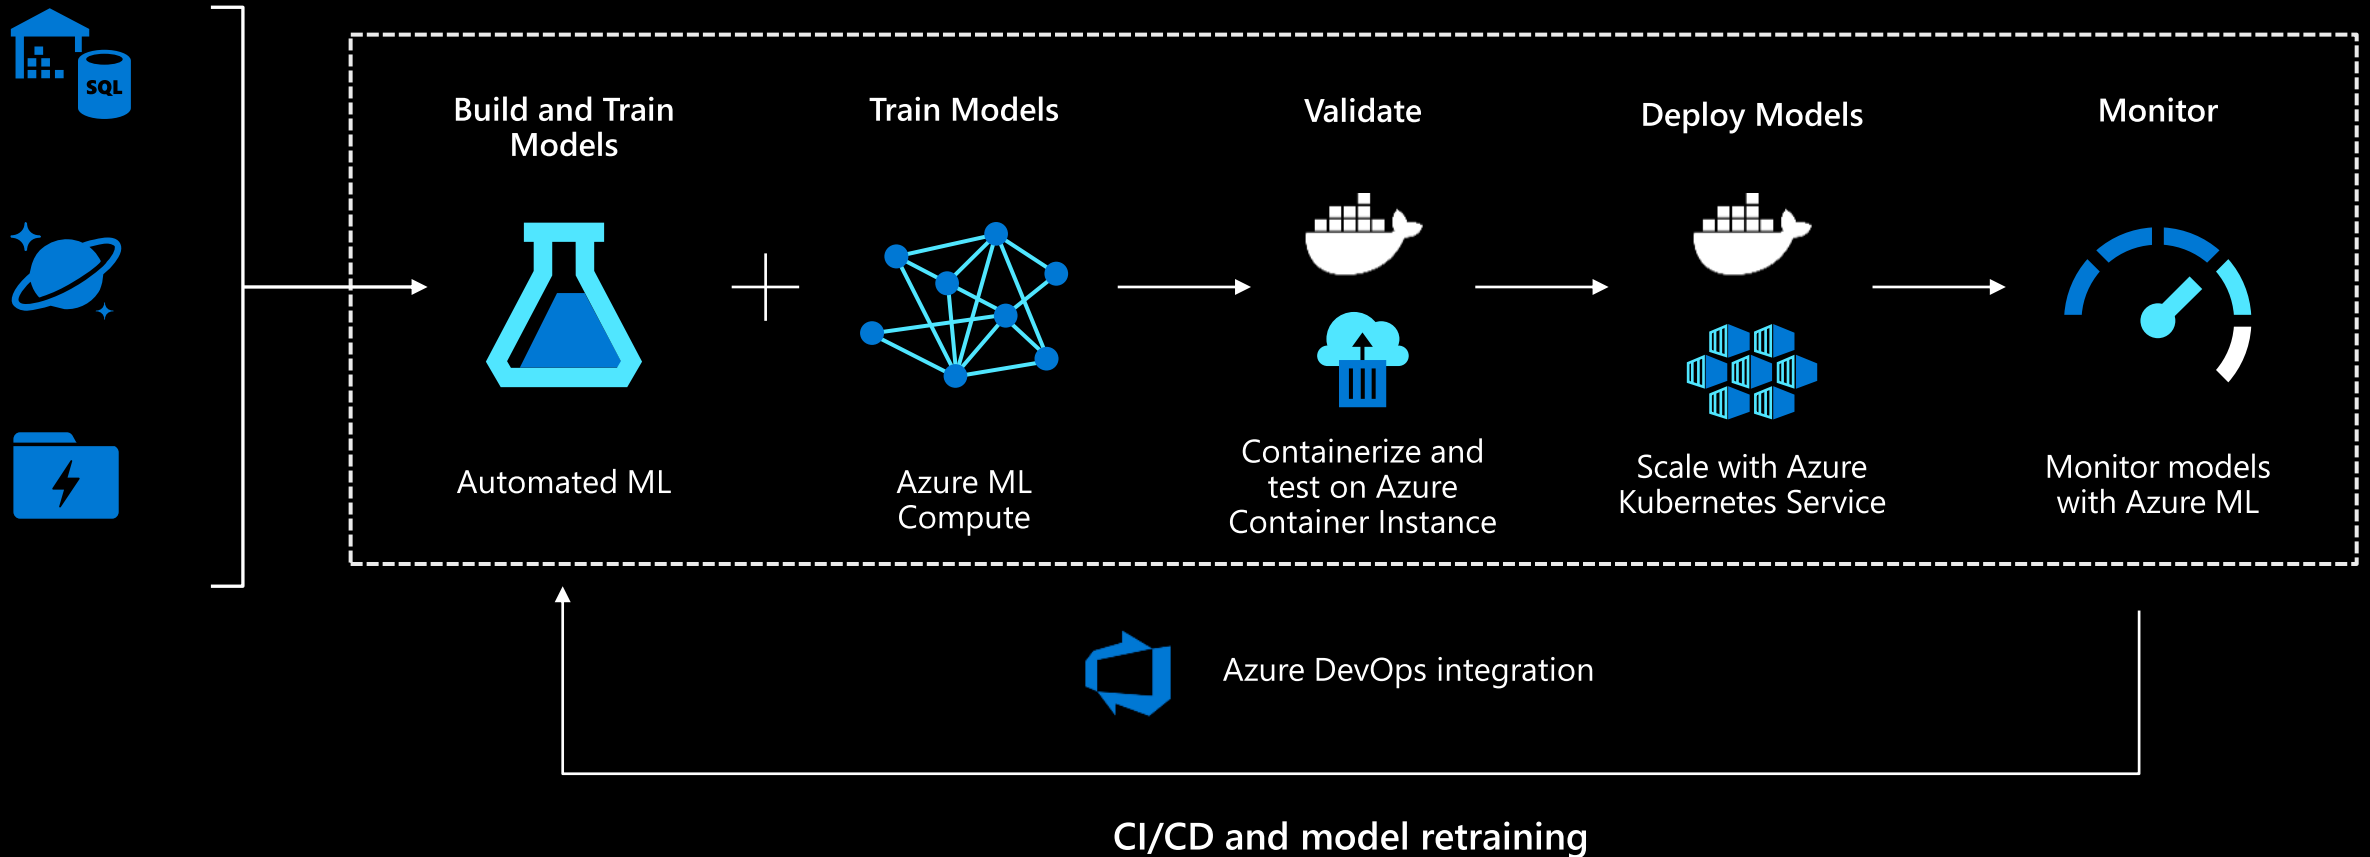 SQL
Build and Train
Models
Train Models
Validate
Deploy Models
Monitor
Automated ML
Azure ML
Compute
Containerize and
test on Azure
Container Instance
Scale with Azure
Kubernetes Service
Monitor models
with Azure ML
Azure DevOps integration
CI/CD and model retraining